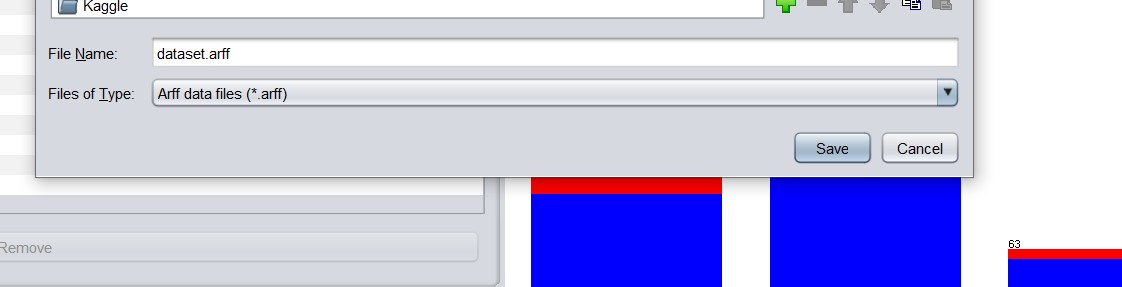 Kaggle
File Name:
dataset.arff
Files of Type:
Arff data files (*.arff)
Save
Cancel
Remove
63